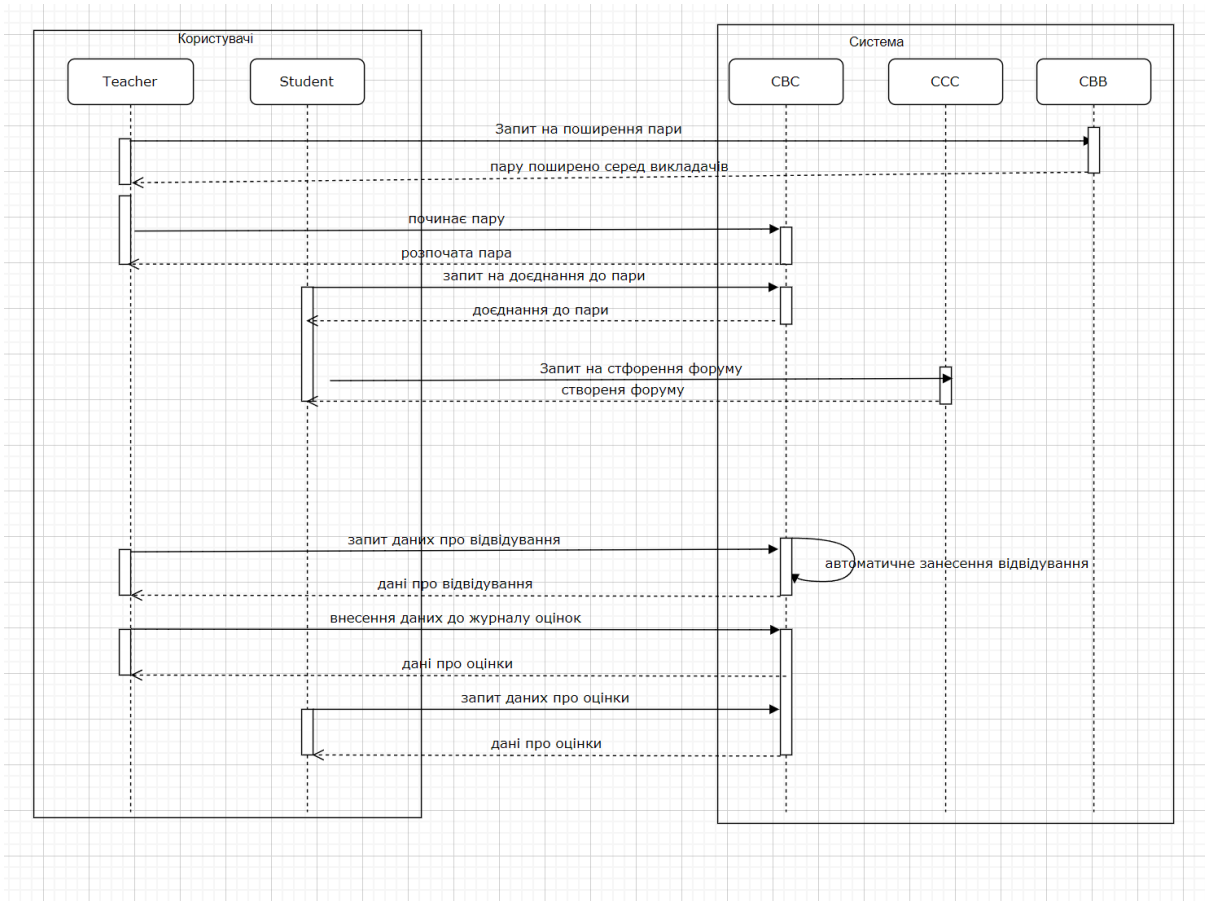 Користувачі
Система
Teacher
Student
СВС
ССС
СВВ
Запит на поширення пари
пару поширено серед викладачів
починає пару
розпочата пара
запит на доєднання до пари
доєднання до пари
Запит на стфорення форуму
створеня форуму
запит даних про відвідування
автоматичне занесення відвідування
дані про відвідування
внесення даних до журналу оцінок
дані про оцінки
запит даних про оцінки
дані про оцінки